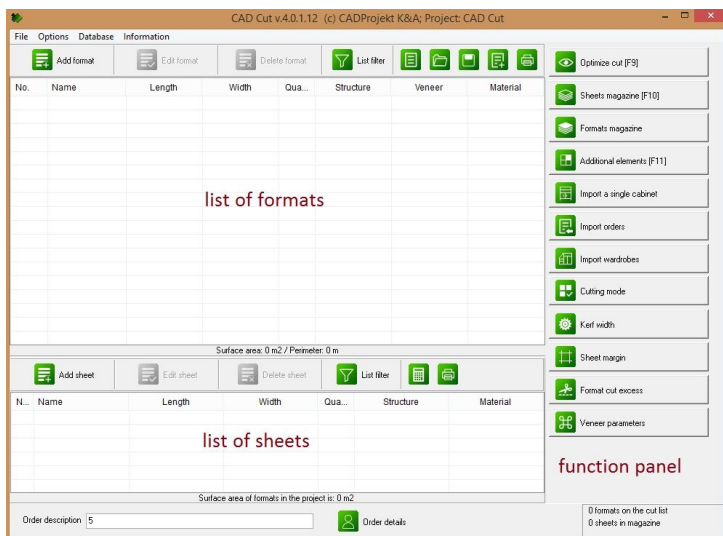 CAD Cut v.4.0.1.12 (c) CADProjekt K&A; Project: CAD Cut
File Options Database Information
Add format Edit format Delete format List filter
No. Name Length Width Qua... Structure Veneer Material
list of formats
Surface area: 0 m2 / Perimeter: 0 m
Add sheet Edit sheet Delete sheet List filter
N... Name Length Width Qua... Structure Material
list of sheets
Surface area of formats in the project is: 0 m2
Order description 5 Order details
Optimize cut [F9]
Sheets magazine [F10]
Formats magazine
Additional elements [F11]
Import a single cabinet
Import orders
Import wardrobes
Cutting mode
Kerf width
Sheet margin
Format cut excess
Veneer parameters
function panel
0 formats on the cut list
0 sheets in magazine